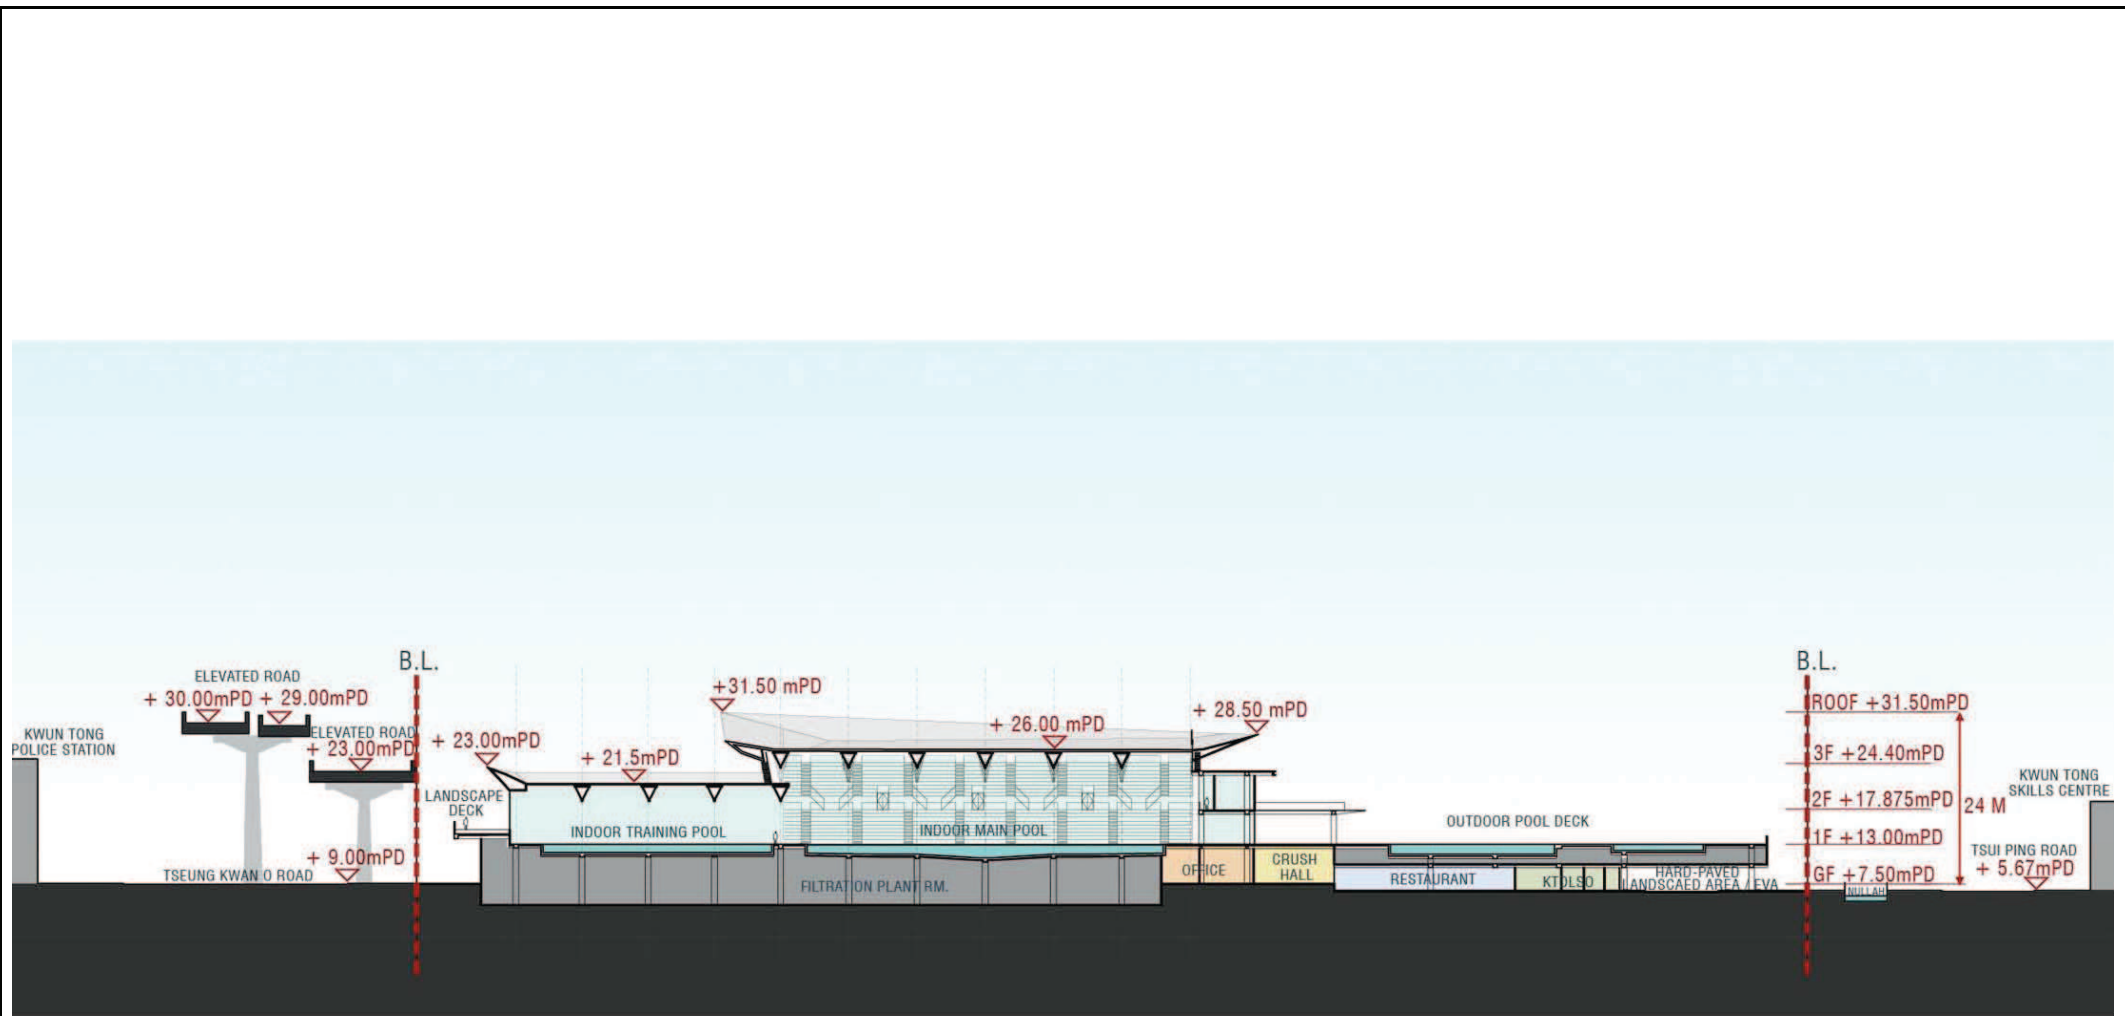 B.L.
B.L.
ELEVATED ROAD
+ 30.00mPD
+ 29.00mPD
KWUN TONG
POLICE STATION
ELEVATED ROAD
+ 23.00mPD
+ 23.00mPD
+ 21.5mPD
+31.50 mPD
+ 26.00 mPD
+ 28.50 mPD
LANDSCAPE
DECK
INDOOR TRAINING POOL
INDOOR MAIN POOL
OUTDOOR POOL DECK
+ 9.00mPD
TSEUNG KWAN O ROAD
FILTRATION PLANT RM.
OFFICE
CRUSH
HALL
RESTAURANT
KTDLSO
HARD-PAVED
LANDSCAED AREA / EVA
ROOF +31.50mPD
3F +24.40mPD
2F +17.875mPD
24 M
1F +13.00mPD
GF +7.50mPD
NULLAH
KWUN TONG
SKILLS CENTRE
TSUI PING ROAD
+ 5.67mPD